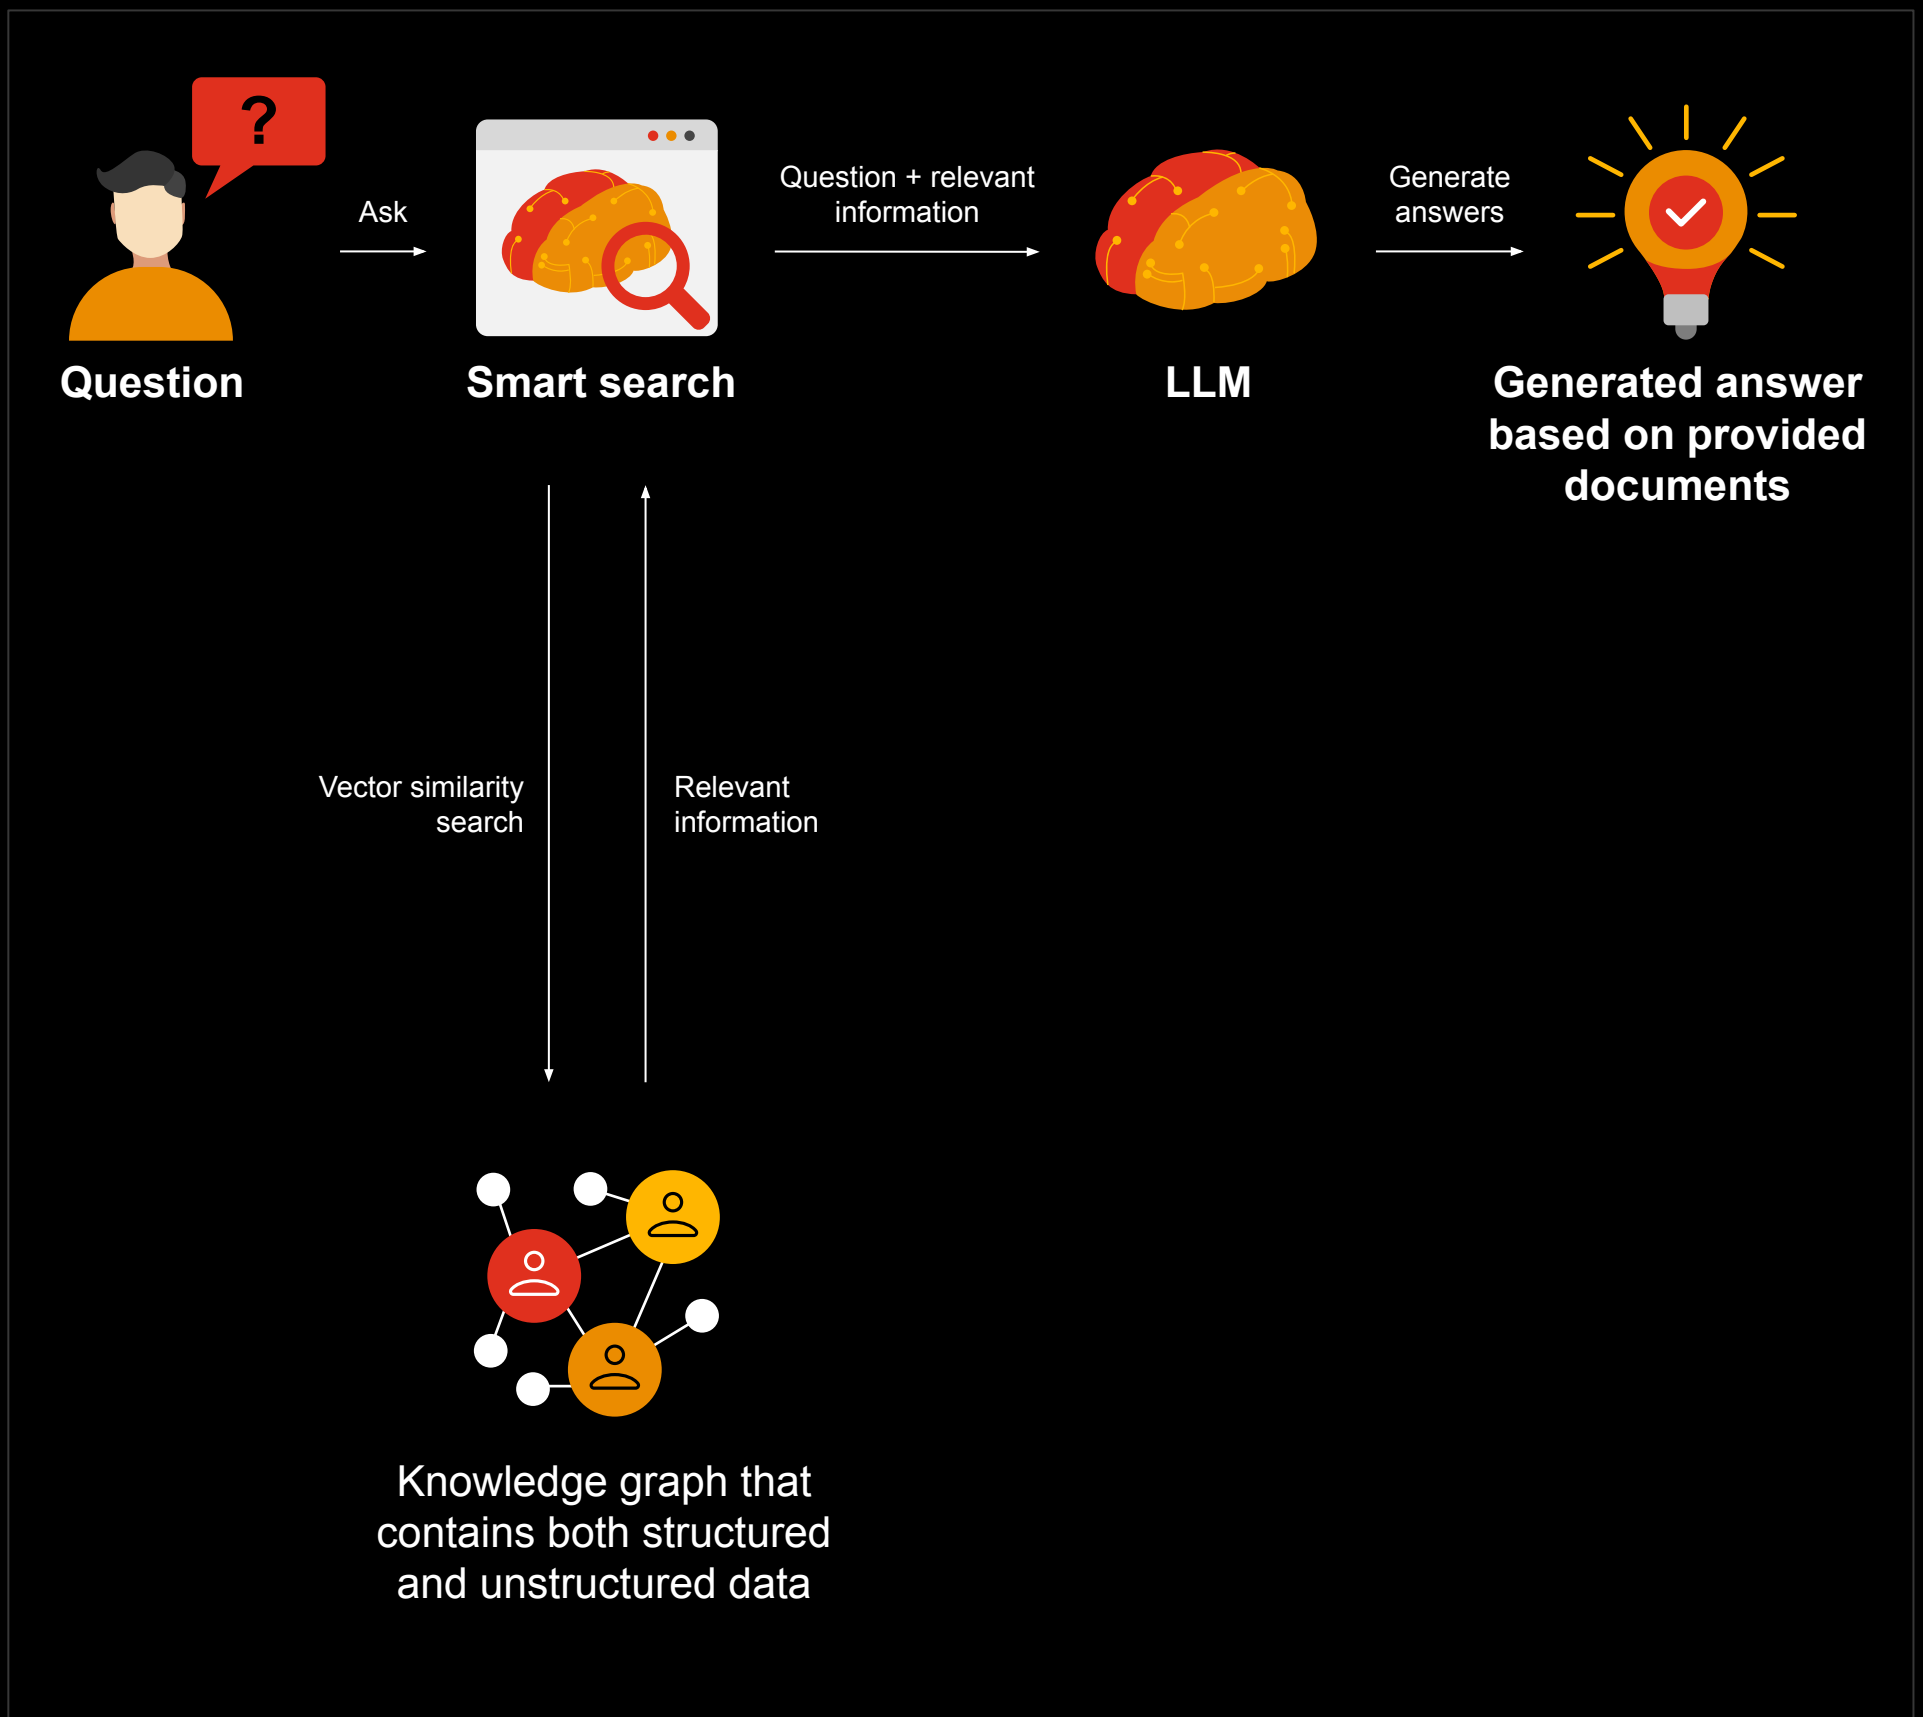 ?
Ask
Question + relevant
information
Generate
answers
Question
Smart search
LLM
Generated answer
based on provided
documents
Vector similarity
search
Relevant
information
Knowledge graph that
contains both structured
and unstructured data